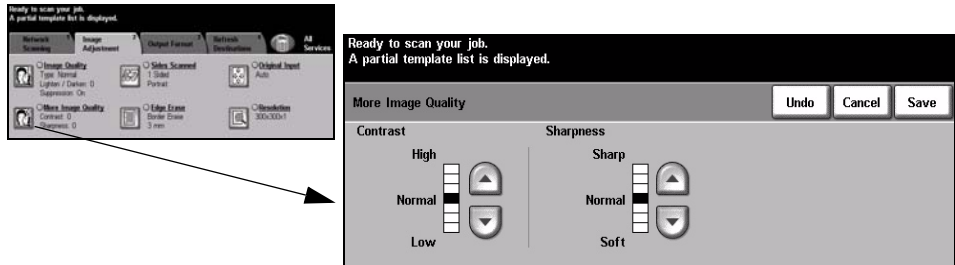 Ready to scan your job.
A partial template list is displayed.
Network Scanning
1
Image Adjustment
2
Output Format
3
Refresh Destinations
4
All Services
Image Quality
Type Normal
Lighten / Darken: 0
Suppression On
Sides Scanned
1 Sided
Portrait
Original Input
Auto
More Image Quality
Contrast 0
Sharpness: 0
Edge Erase
Border Erase
3 mm
Resolution
300x300x1
Ready to scan your job.
A partial template list is displayed.
More Image Quality
Undo
Cancel
Save
Contrast
Sharpness
High
Normal
Low
Sharp
Normal
Soft